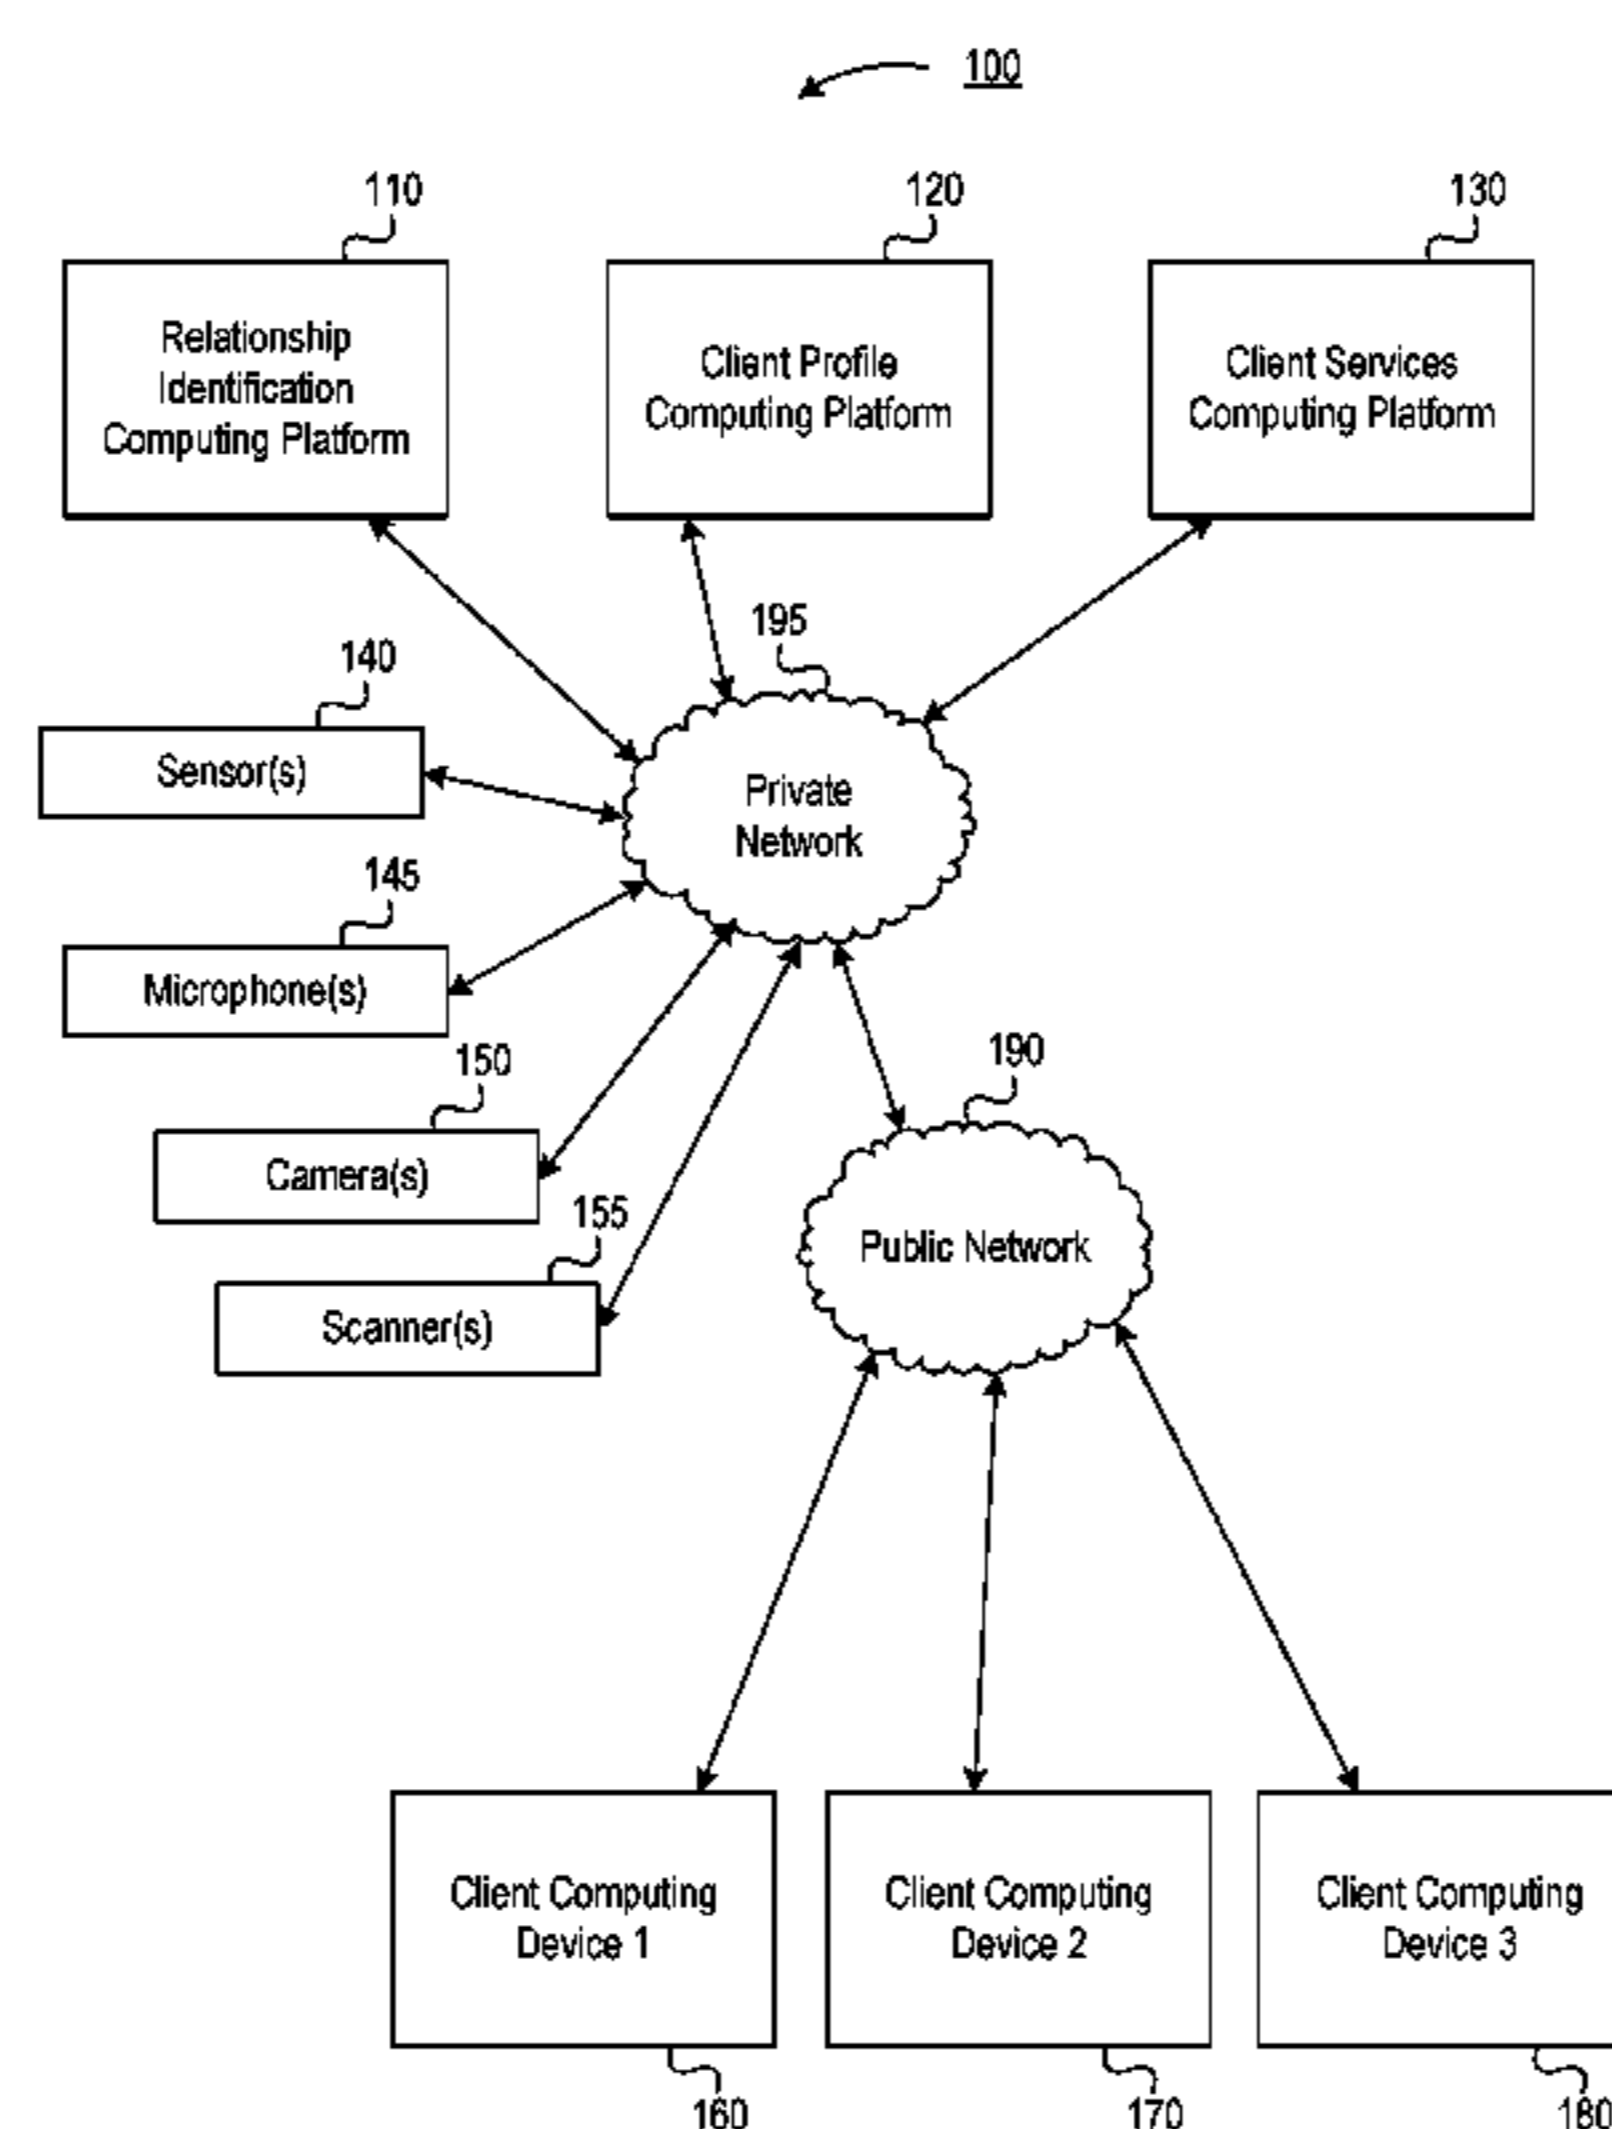 100
110
120
130
Relationship
Identification
Computing Platform
Client Profile
Computing Platform
Client Services
Computing Platform
195
140
Sensor(s)
Private
Network
145
Microphone(s)
150
190
Camera(s)
155
Public Network
Scanner(s)
Client Computing
Device 1
Client Computing
Device 2
Client Computing
Device 3
160
170
180